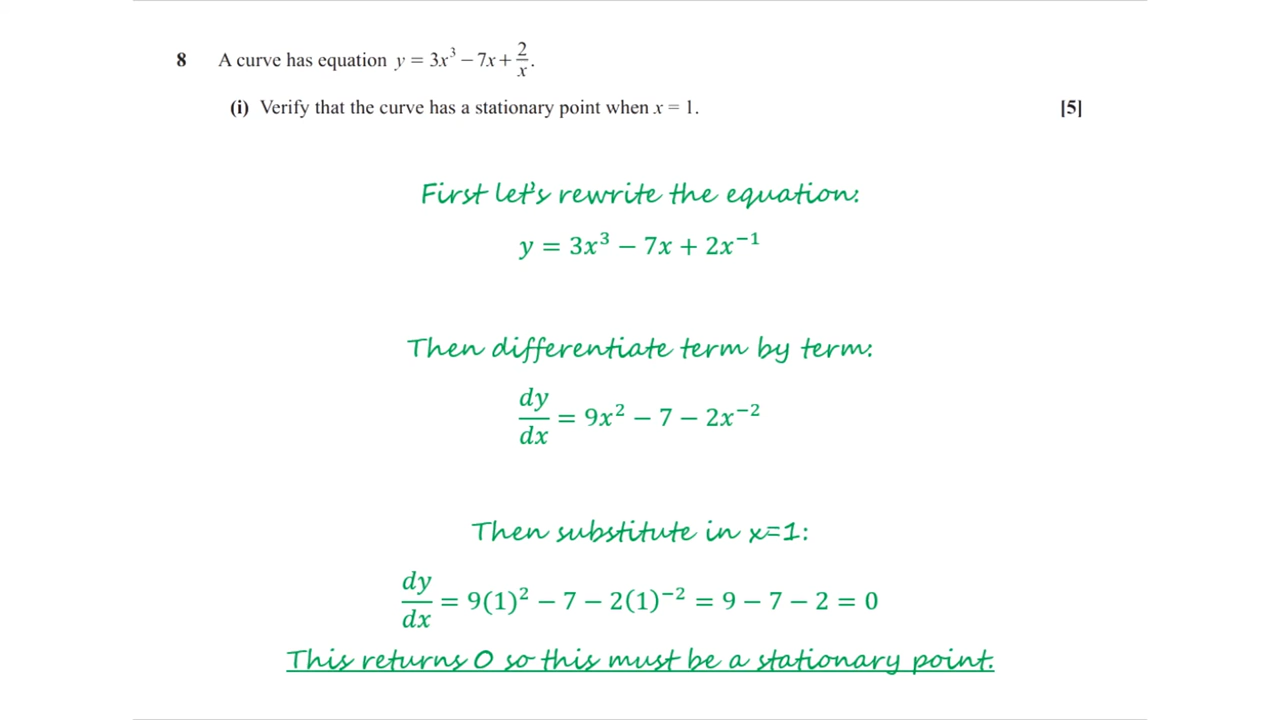 8 A curve has equation y = 3x³ − 7x + 2/x.
(i) Verify that the curve has a stationary point when x = 1. [5]
First let's rewrite the equation:
y = 3x³ − 7x + 2x⁻¹
Then differentiate term by term:
dy/dx = 9x² − 7 − 2x⁻²
Then substitute in x=1:
dy/dx = 9(1)² − 7 − 2(1)⁻² = 9 − 7 − 2 = 0
This returns 0 so this must be a stationary point.